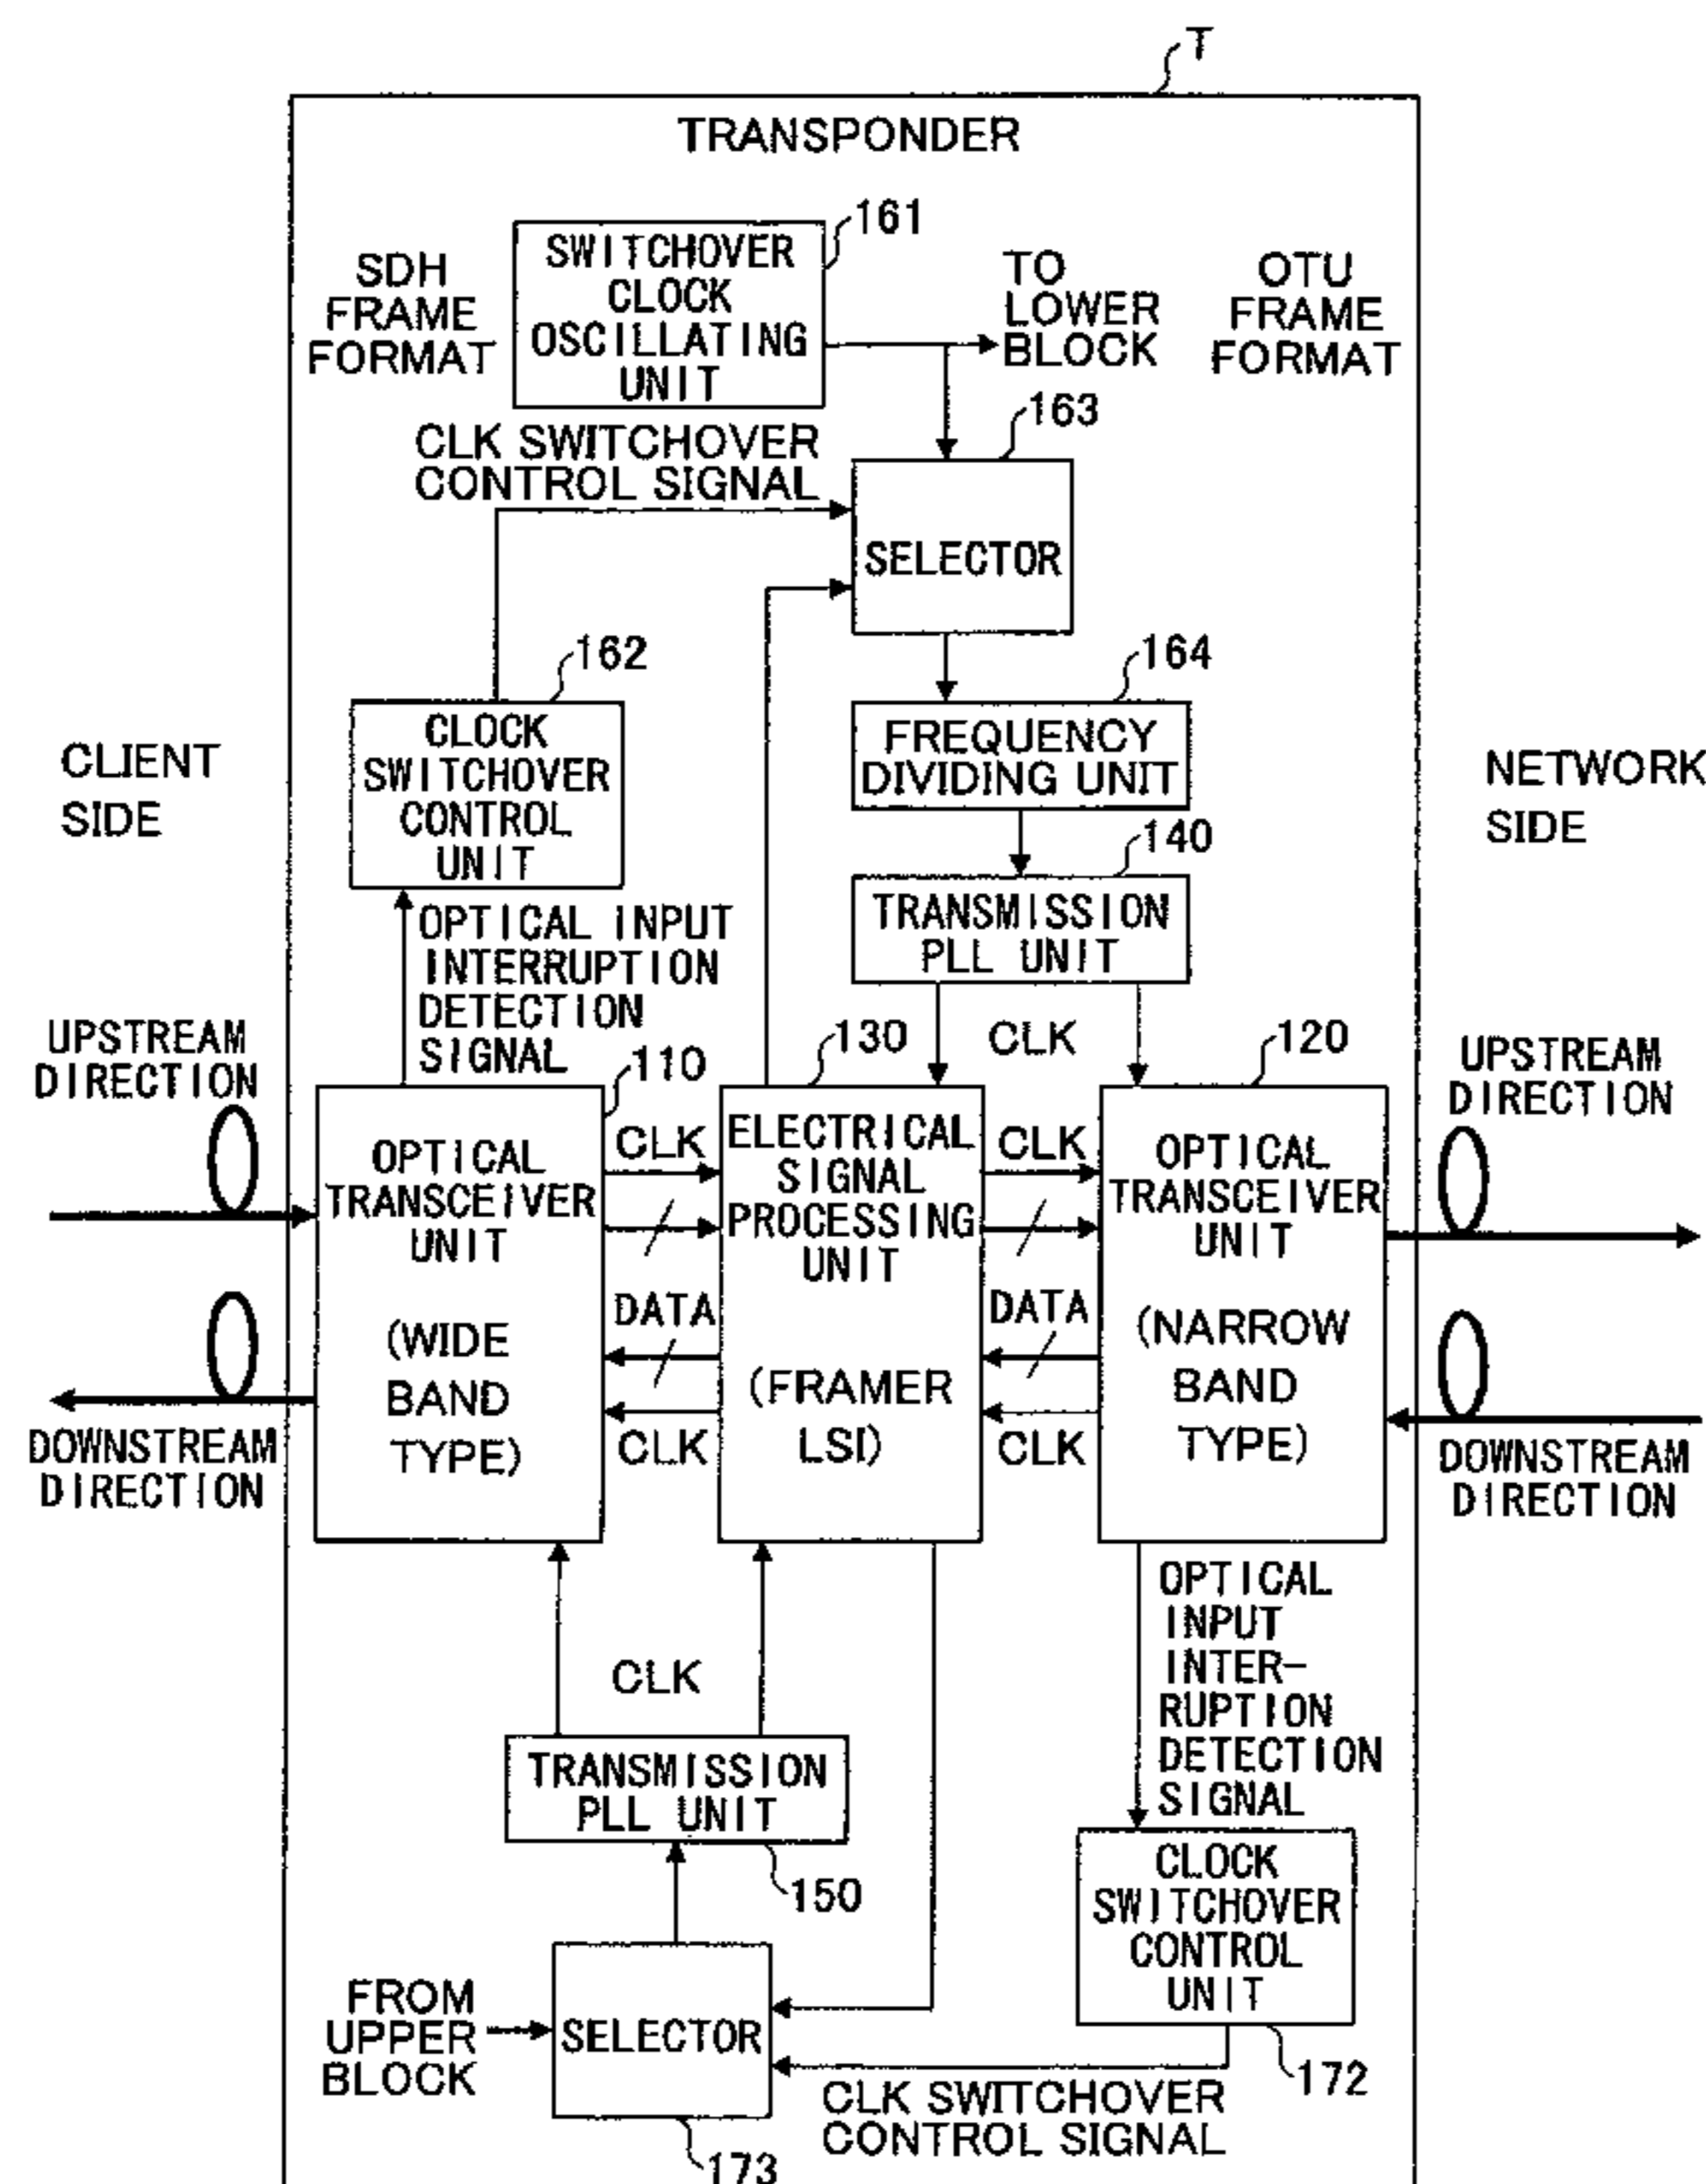 T
TRANSPONDER
161
SWITCHOVER
CLOCK
OSCILLATING
UNIT
SDH
FRAME
FORMAT
TO
LOWER
BLOCK
OTU
FRAME
FORMAT
163
CLK SWITCHOVER
CONTROL SIGNAL
SELECTOR
162
164
CLOCK
SWITCHOVER
CONTROL
UNIT
FREQUENCY
DIVIDING UNIT
CLIENT
SIDE
NETWORK
SIDE
140
TRANSMISSION
PLL UNIT
OPTICAL INPUT
INTERRUPTION
DETECTION
SIGNAL
UPSTREAM
DIRECTION
110
130
CLK
120
UPSTREAM
DIRECTION
OPTICAL
TRANSCEIVER
UNIT
(WIDE
BAND
TYPE)
CLK
DATA
CLK
ELECTRICAL
SIGNAL
PROCESSING
UNIT
(FRAMER
LSI)
CLK
DATA
CLK
OPTICAL
TRANSCEIVER
UNIT
(NARROW
BAND
TYPE)
DOWNSTREAM
DIRECTION
DOWNSTREAM
DIRECTION
OPTICAL
INPUT
INTER-
RUPTION
DETECTION
SIGNAL
CLK
TRANSMISSION
PLL UNIT
150
CLOCK
SWITCHOVER
CONTROL
UNIT
172
FROM
UPPER
BLOCK
SELECTOR
CLK SWITCHOVER
CONTROL SIGNAL
173